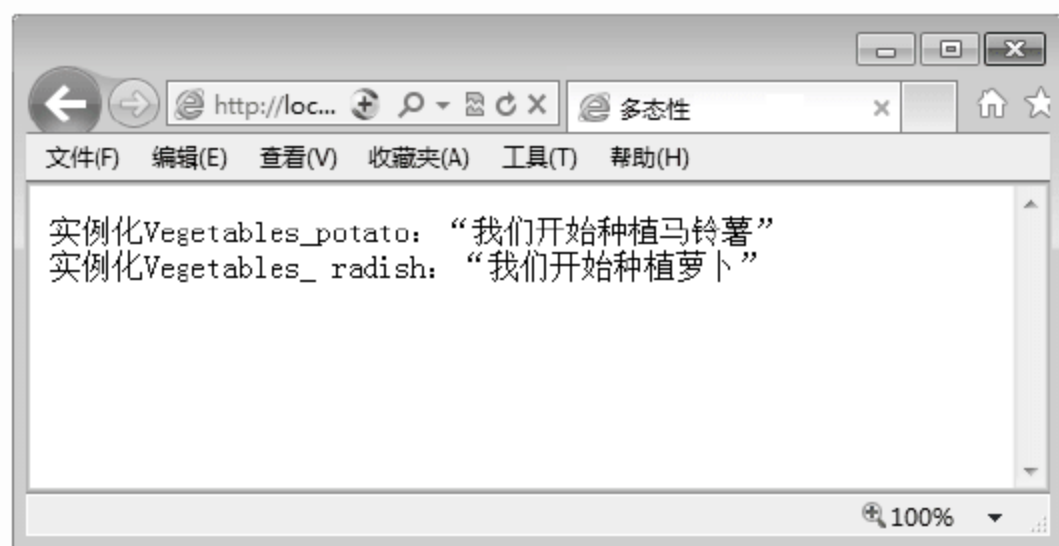 http://loc...
多态性
文件(F) 编辑(E) 查看(V) 收藏夹(A) 工具(T) 帮助(H)
实例化Vegetables_potato：“我们开始种植马铃薯”
实例化Vegetables_ radish：“我们开始种植萝卜”
100%